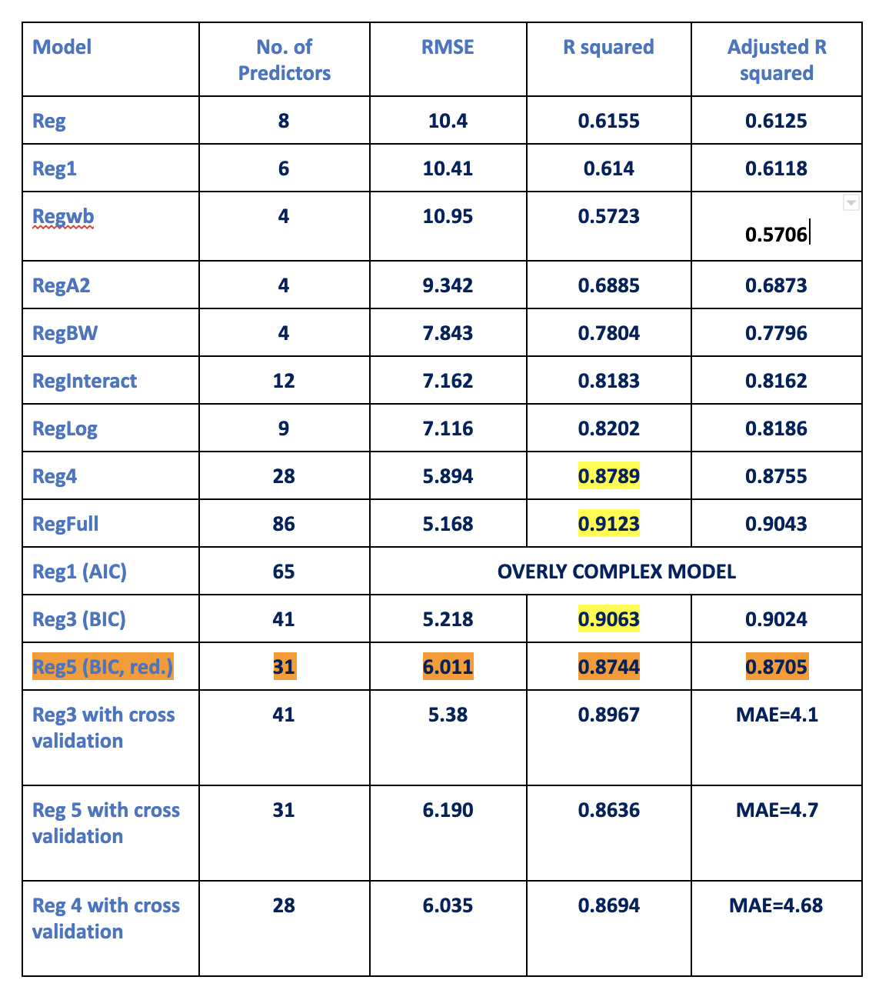 Model No. of Predictors RMSE R squared Adjusted R squared
Reg 8 10.4 0.6155 0.6125
Reg1 6 10.41 0.614 0.6118
Regwb 4 10.95 0.5723 0.5706
RegA2 4 9.342 0.6885 0.6873
RegBW 4 7.843 0.7804 0.7796
RegInteract 12 7.162 0.8183 0.8162
RegLog 9 7.116 0.8202 0.8186
Reg4 28 5.894 0.8789 0.8755
RegFull 86 5.168 0.9123 0.9043
Reg1 (AIC) 65 OVERLY COMPLEX MODEL
Reg3 (BIC) 41 5.218 0.9063 0.9024
Reg5 (BIC, red.) 31 6.011 0.8744 0.8705
Reg3 with cross validation 41 5.38 0.8967 MAE=4.1
Reg 5 with cross validation 31 6.190 0.8636 MAE=4.7
Reg 4 with cross validation 28 6.035 0.8694 MAE=4.68